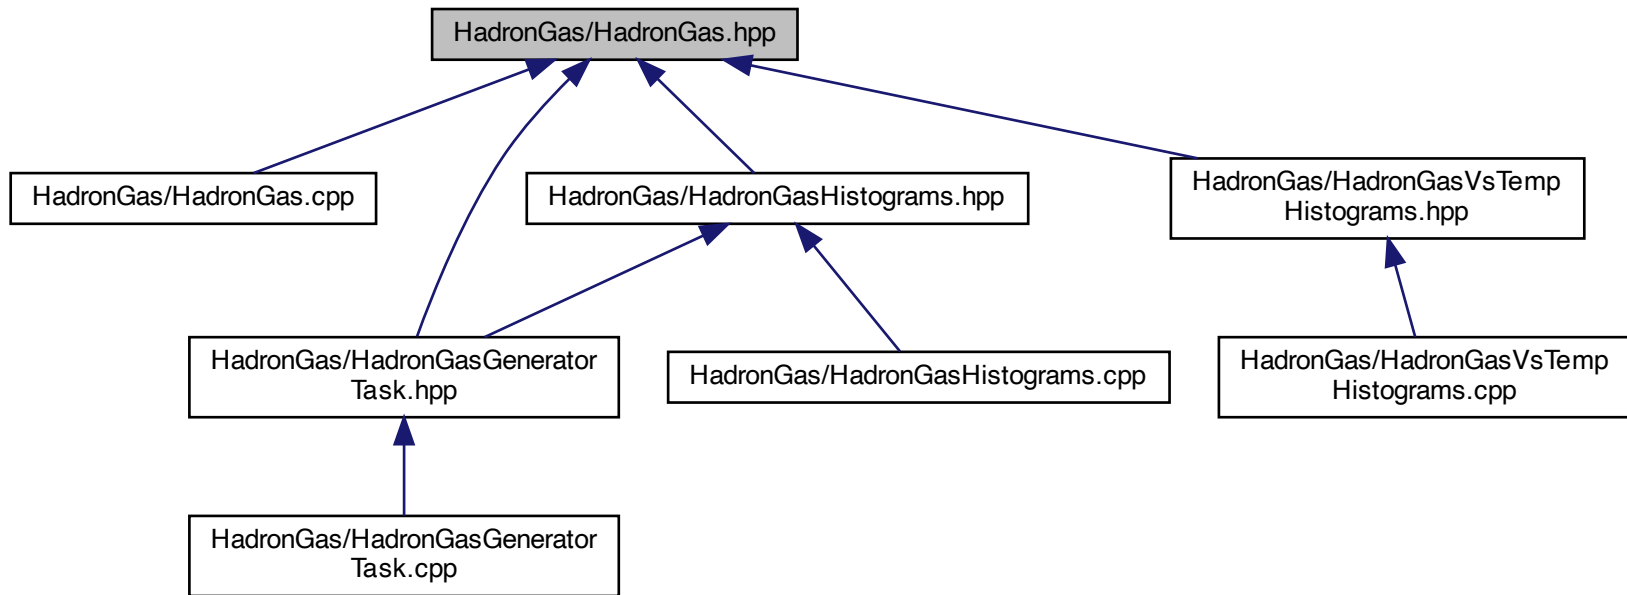 HadronGas/HadronGas.hpp
HadronGas/HadronGas.cpp
HadronGas/HadronGasHistograms.hpp
HadronGas/HadronGasVsTemp
Histograms.hpp
HadronGas/HadronGasGenerator
Task.hpp
HadronGas/HadronGasHistograms.cpp
HadronGas/HadronGasVsTemp
Histograms.cpp
HadronGas/HadronGasGenerator
Task.cpp